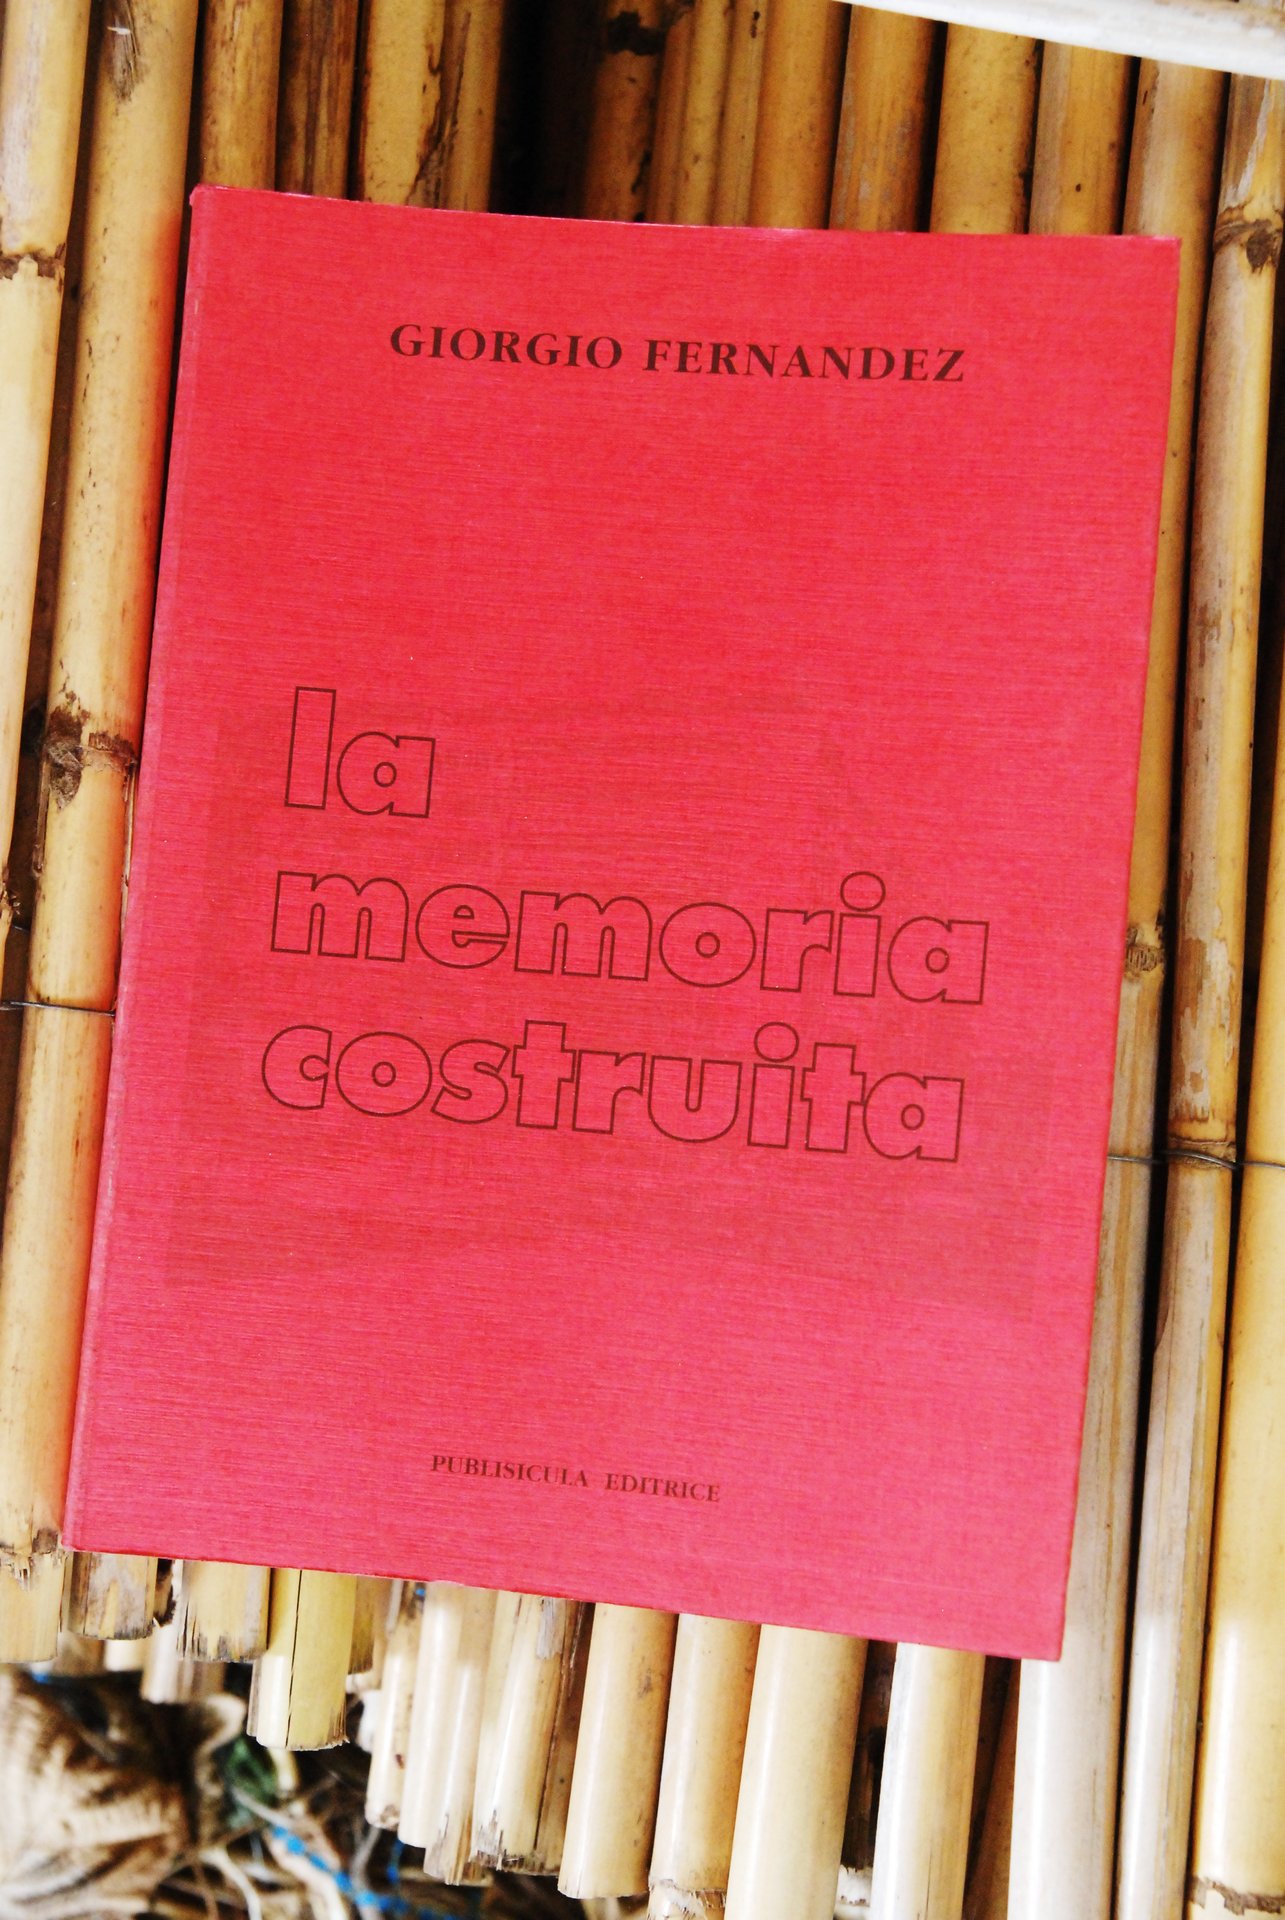 GIORGIO FERNANDEZ
la
memoria
costruita
PUBLISICULA EDITRICE